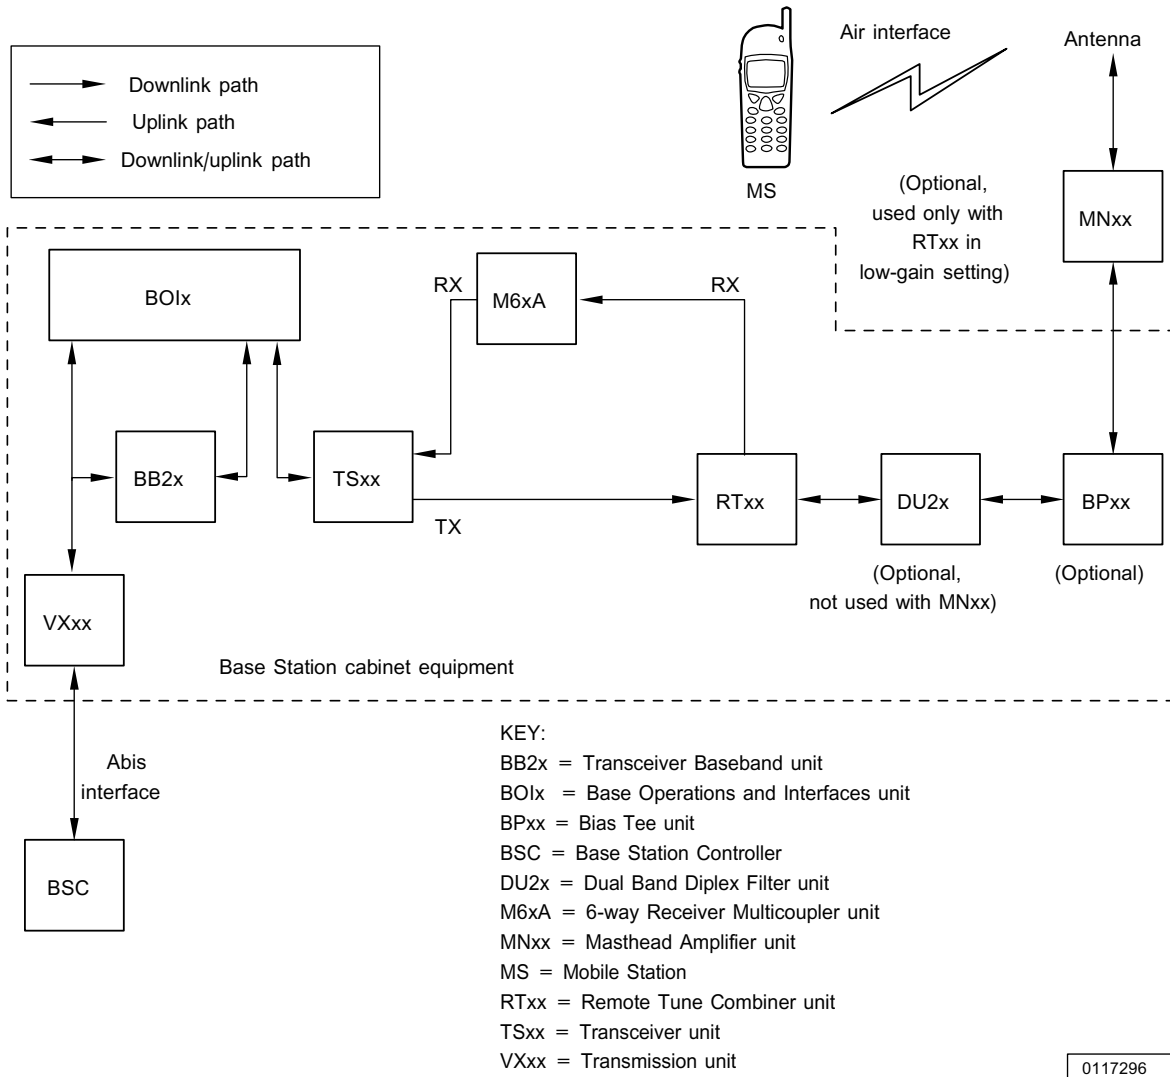 Downlink path
Uplink path
Downlink/uplink path
Air interface
Antenna
MS
(Optional,
used only with
RTxx in
low-gain setting)
MNxx
BOIx
RX
M6xA
RX
BB2x
TSxx
TX
RTxx
DU2x
BPxx
(Optional,
not used with MNxx)
(Optional)
VXxx
Base Station cabinet equipment
Abis
interface
BSC
KEY:
BB2x = Transceiver Baseband unit
BOIx = Base Operations and Interfaces unit
BPxx = Bias Tee unit
BSC = Base Station Controller
DU2x = Dual Band Diplex Filter unit
M6xA = 6-way Receiver Multicoupler unit
MNxx = Masthead Amplifier unit
MS = Mobile Station
RTxx = Remote Tune Combiner unit
TSxx = Transceiver unit
VXxx = Transmission unit
0117296